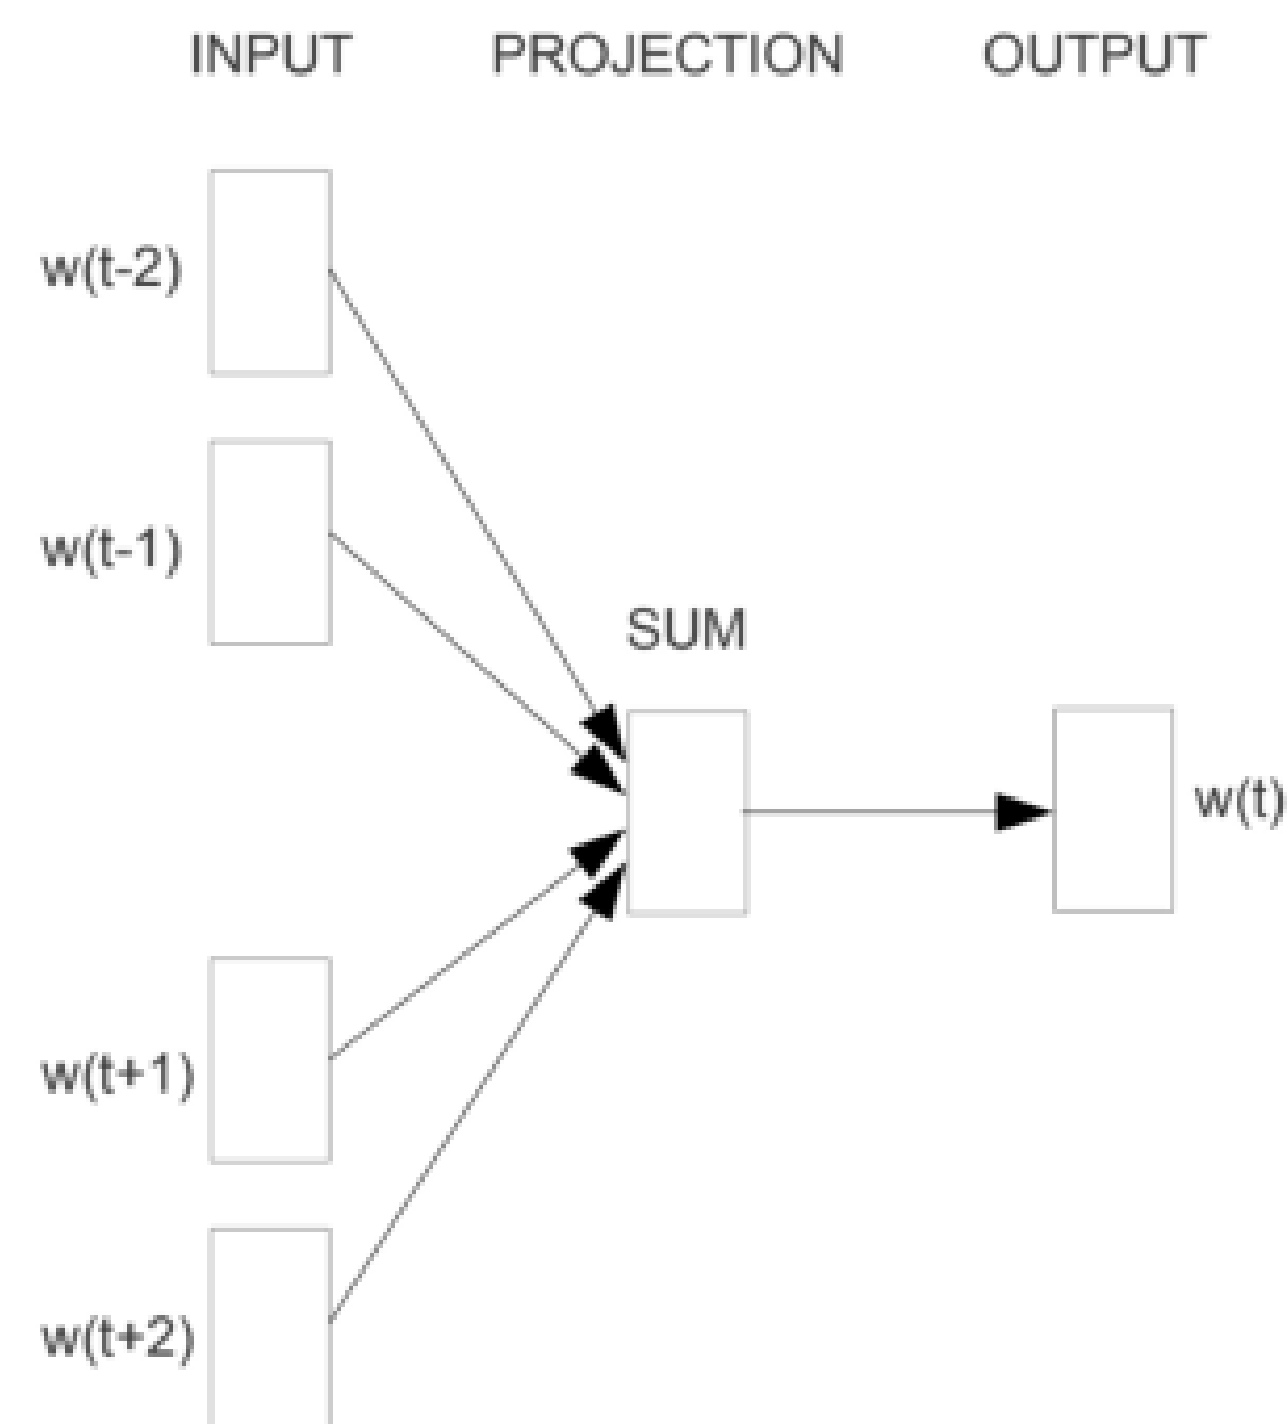 INPUT PROJECTION OUTPUT
w(t-2)
w(t-1)
SUM
w(t)
w(t+1)
w(t+2)